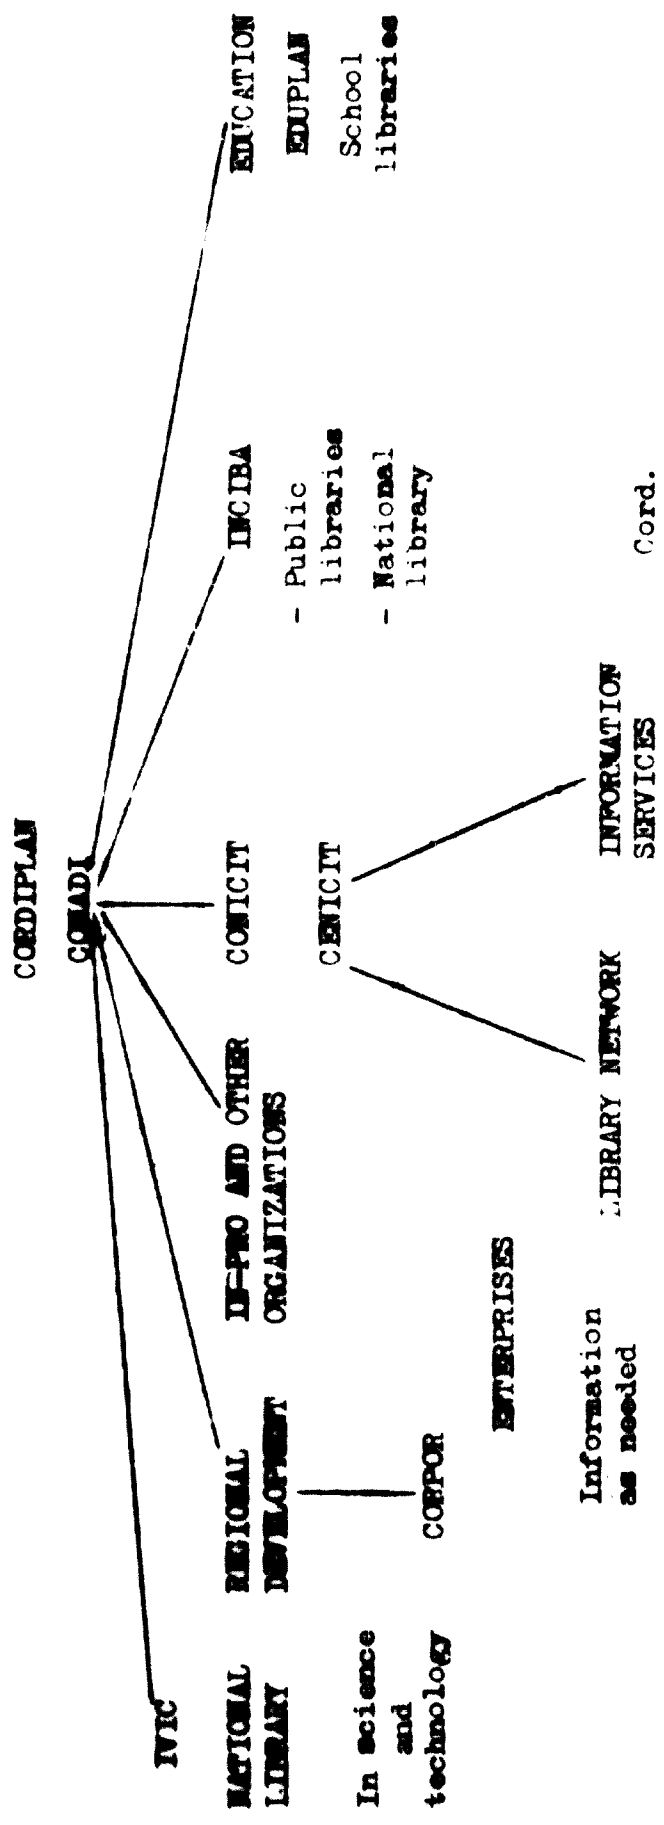 CORDIPLAN
CONADI
IVIC
NATIONAL
LIBRARY
In science
and
technology
REGIONAL
DEVELOPMENT
CORPOR
IN-PRO AND OTHER
ORGANIZATIONS
ENTERPRISES
Information
as needed
CONICIT
CENICIT
LIBRARY NETWORK
INFORMATION
SERVICES
INCIBA
- Public
libraries
- National
library
Cord.
EDUCATION
EDUPLAN
School
libraries